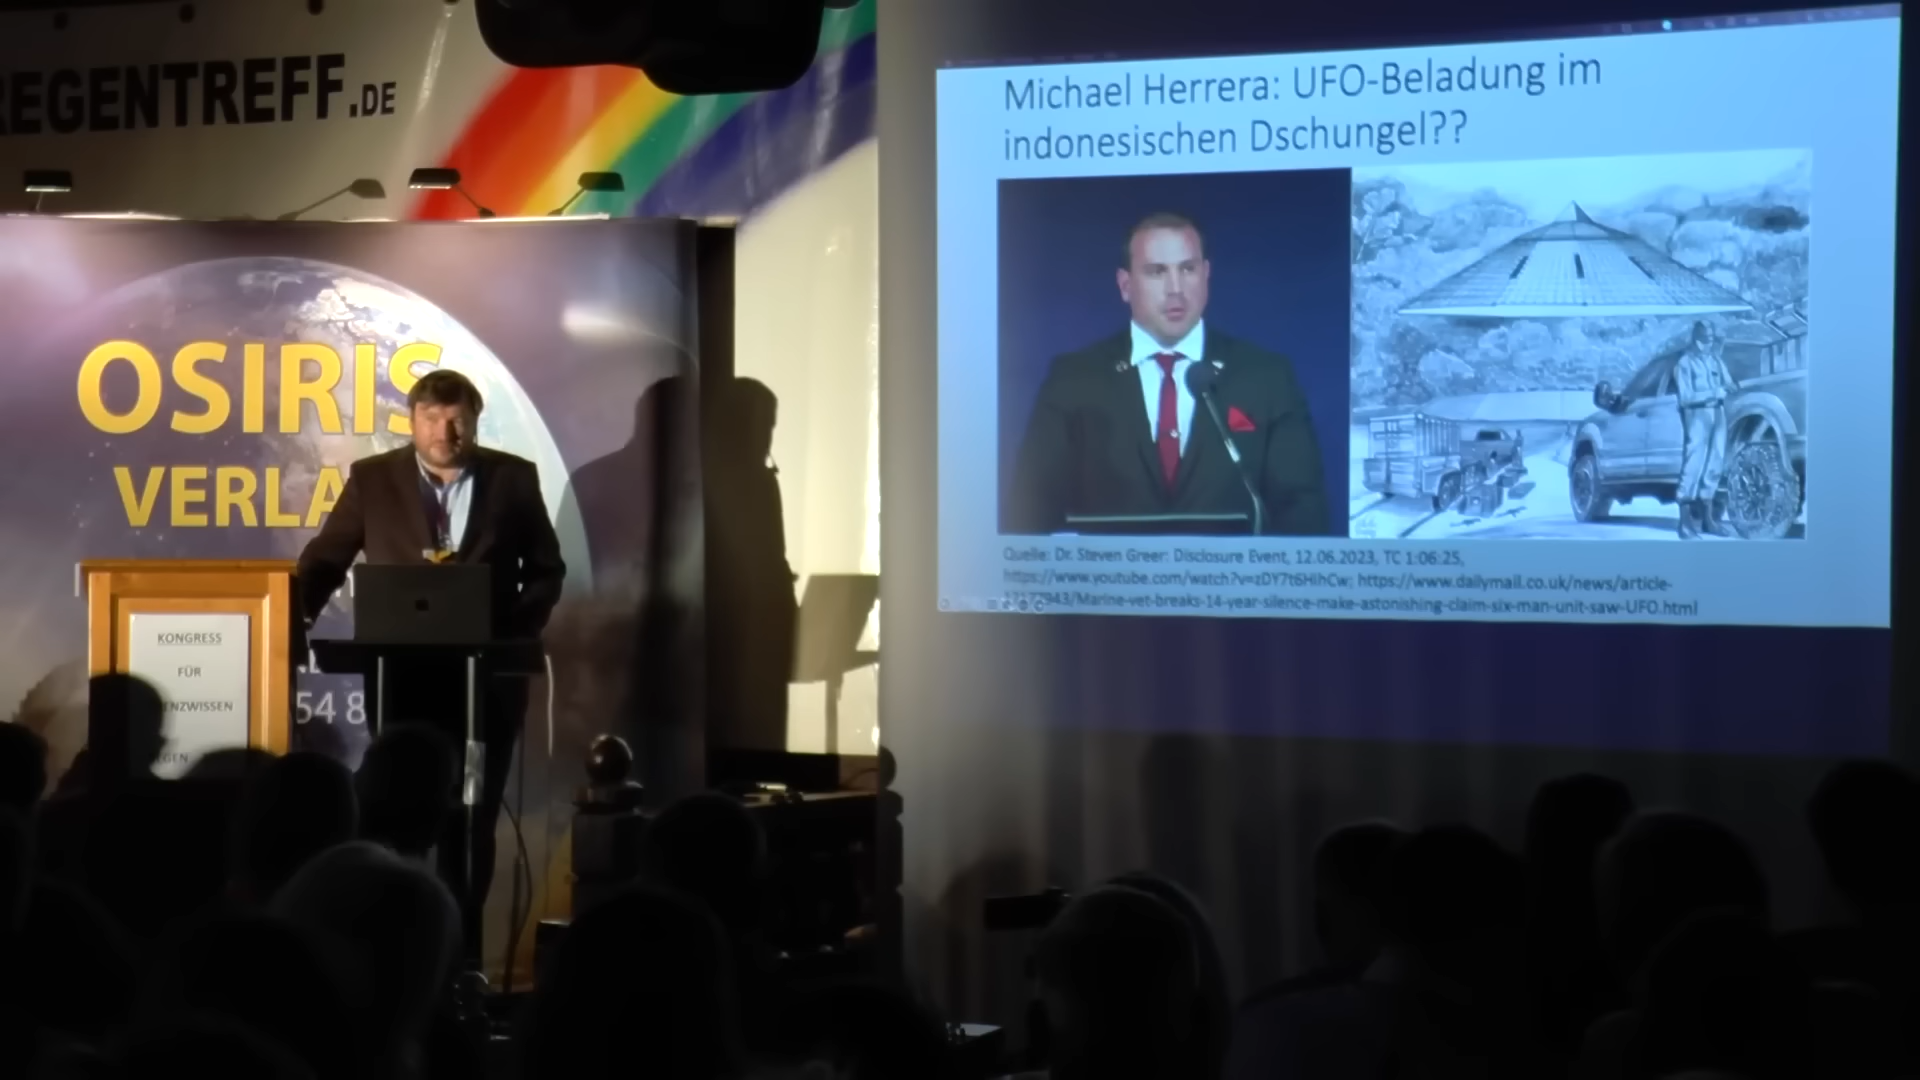 REGENTREFF.DE
OSIRIS
VERLA
54 8
KONGRESS
FÜR
ENZWISSEN
GEN
Michael Herrera: UFO-Beladung im
indonesischen Dschungel??
Quelle: Dr. Steven Greer: Disclosure Event, 12.06.2023, TC 1:06:25,
https://www.youtube.com/watch?v=zDY7t6HihCw; https://www.dailymail.co.uk/news/article-
/Marine-vet-breaks-14-year-silence-make-astonishing-claim-six-man-unit-saw-UFO.html